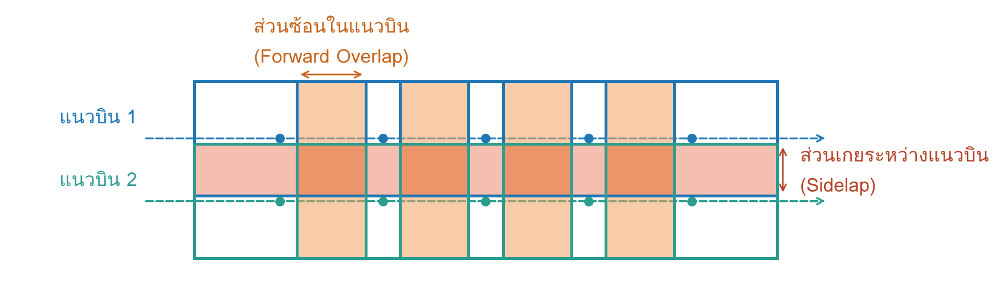 ส่วนซ้อนในแนวบิน
(Forward Overlap)
แนวบิน 1
ส่วนเกยระหว่างแนวบิน
(Sidelap)
แนวบิน 2